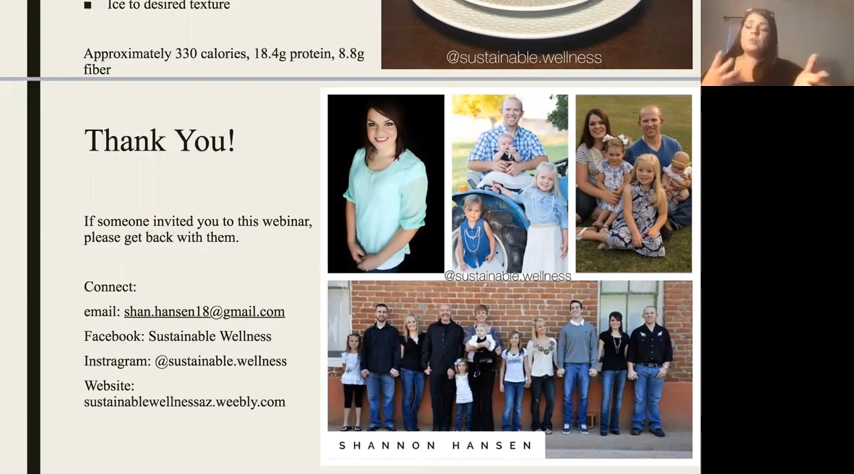 ■ Ice to desired texture
Approximately 330 calories, 18.4g protein, 8.8g
fiber
@sustainable.wellness
Thank You!
If someone invited you to this webinar,
please get back with them.
Connect:
email: shan.hansen18@gmail.com
Facebook: Sustainable Wellness
Instragram: @sustainable.wellness
Website:
sustainablewellnessaz.weebly.com
@sustainable.wellness
SHANNON HANSEN